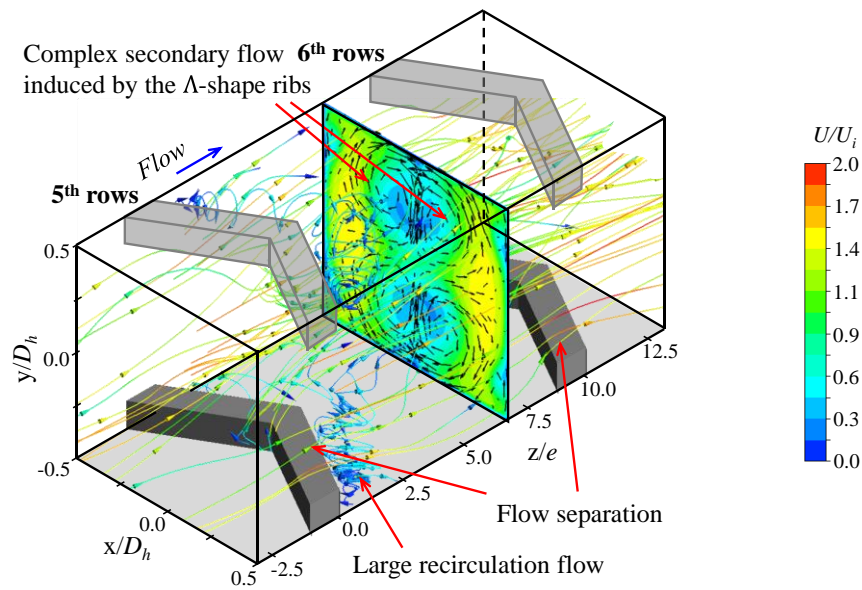 Complex secondary flow 6th rows
induced by the Λ-shape ribs
Flow
5th rows
U/Ui
2.0
1.8
1.5
1.2
0.9
0.6
0.3
0.0
0.5
0.0
-0.5
y/Dh
0.0
0.5
x/Dh
-2.5
0.0
2.5
5.0
7.5
10.0
12.5
z/e
Flow separation
Large recirculation flow